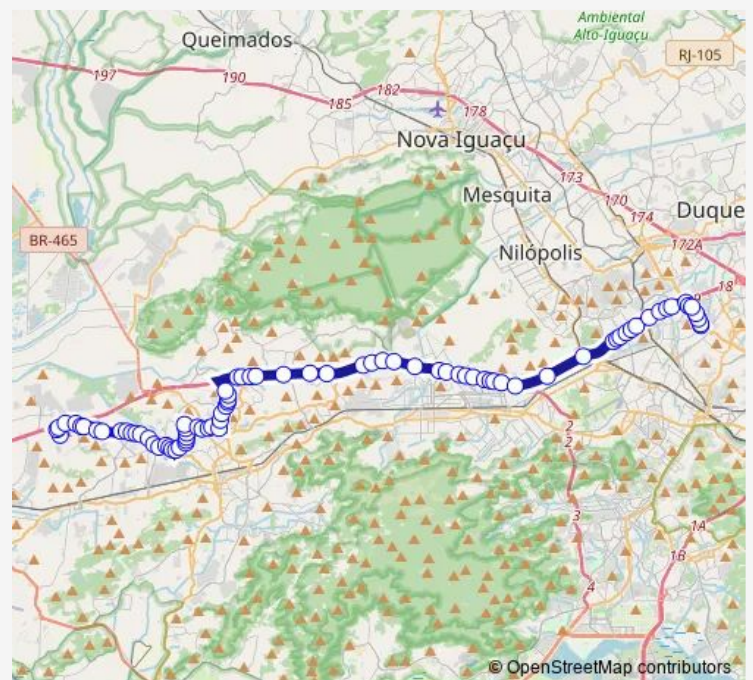 Ambiental
Alto-Iguaçu
Queimados
RJ-105
197
190
185
182
178
Nova Iguaçu
173
Mesquita
170
174
Duque
BR-465
172A
Nilópolis
18
2
2
3
1A
1B
4
© OpenStreetMap contributors